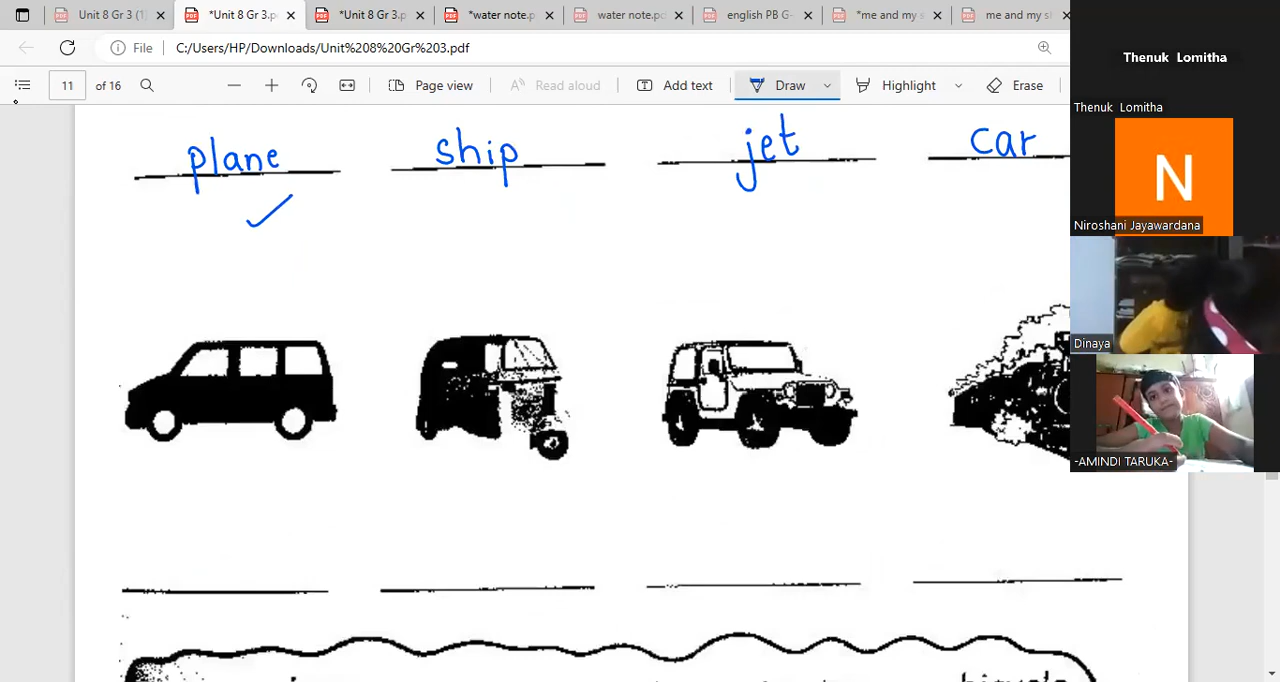 Unit 8 Gr 3 (1)
*Unit 8 Gr 3.p
*Unit 8 Gr 3.p
*water note.p
water note.pd
english PB G-
*me and my s
me and my s
File
C:/Users/HP/Downloads/Unit%208%20Gr%203.pdf
11 of 16
Page view
Read aloud
Add text
Draw
Highlight
Erase
Thenuk Lomitha
Thenuk Lomitha
N
Niroshani Jayawardana
Dinaya
-AMINDI TARUKA-
plane ship jet car